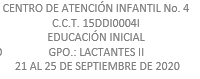 CENTRO DE ATENCIÓN INFANTIL No. 4
C.C.T. 15DDI0004I
EDUCACIÓN INICIAL
GPO.: LACTANTES II
21 AL 25 DE SEPTIEMBRE DE 2020